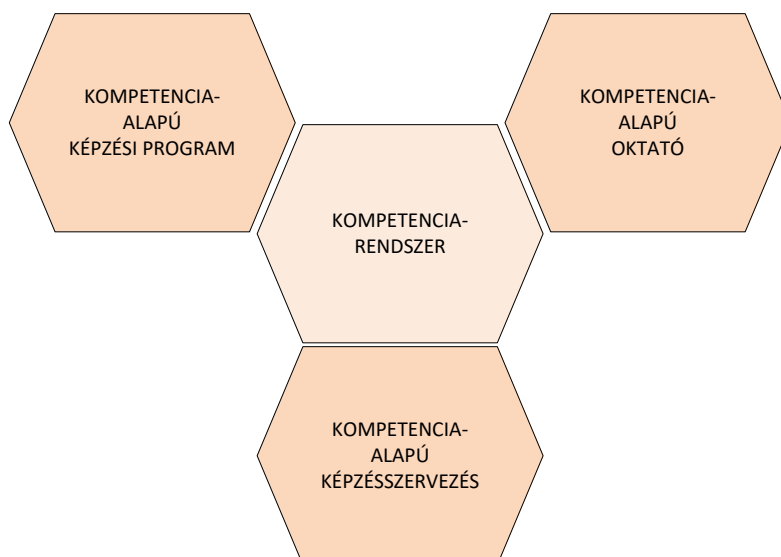 KOMPETENCIA-
ALAPÚ
KÉPZÉSI PROGRAM
KOMPETENCIA-
ALAPÚ
OKTATÓ
KOMPETENCIA-
RENDSZER
KOMPETENCIA-
ALAPÚ
KÉPZÉSSZERVEZÉS